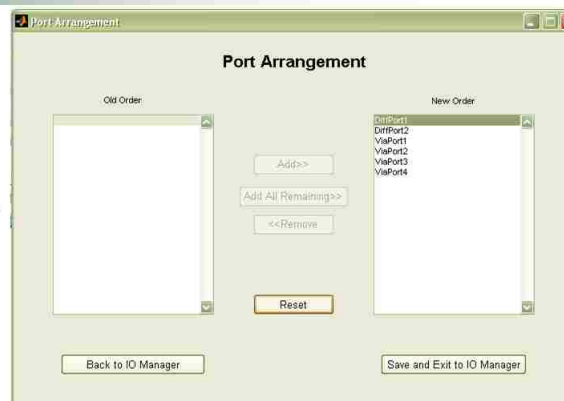 Port Arrangement
Port Arrangement
Old Order
New Order
DiffPort1
DiffPort2
ViaPort1
ViaPort2
ViaPort3
ViaPort4
Add>>
Add All Remaining>>
<<Remove
Reset
Back to IO Manager
Save and Exit to IO Manager